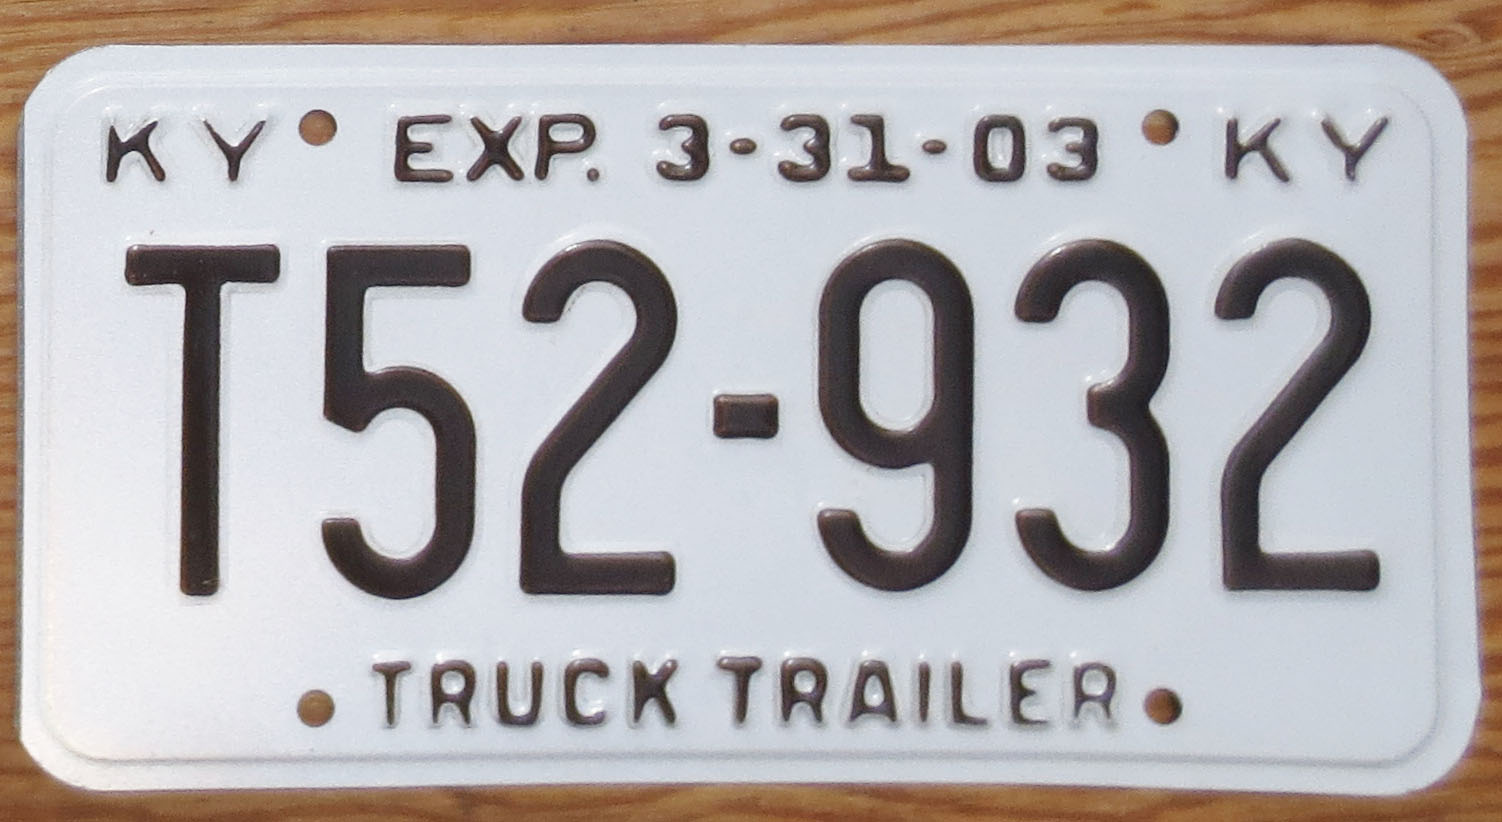 KY EXP. 3-31-03 KY
T52-932
TRUCK TRAILER